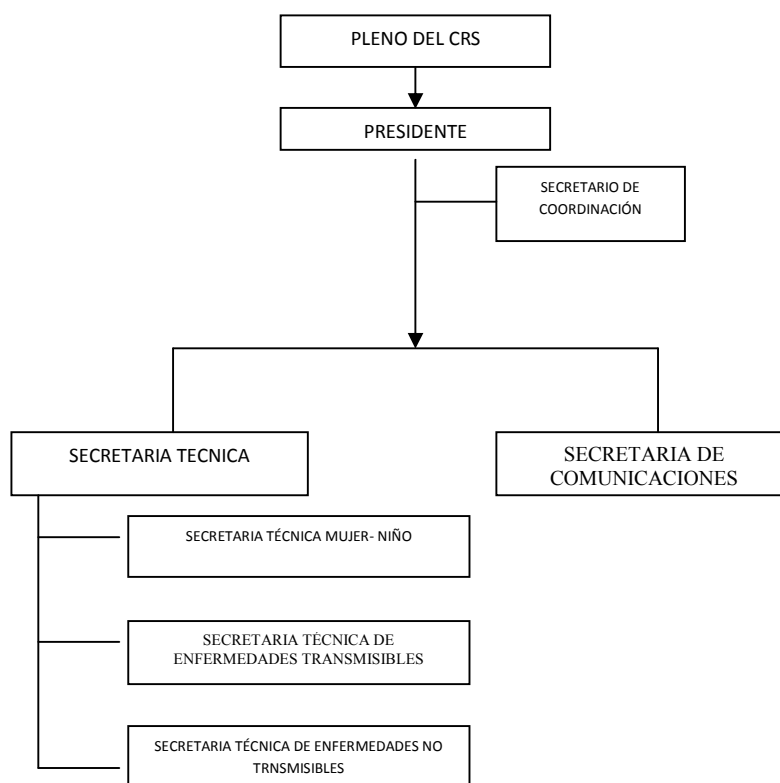 PLENO DEL CRS
PRESIDENTE
SECRETARIO DE
COORDINACIÓN
SECRETARIA TECNICA
SECRETARIA DE
COMUNICACIONES
SECRETARIA TÉCNICA MUJER- NIÑO
SECRETARIA TÉCNICA DE
ENFERMEDADES TRANSMISIBLES
SECRETARIA TÉCNICA DE ENFERMEDADES NO
TRNSMISIBLES